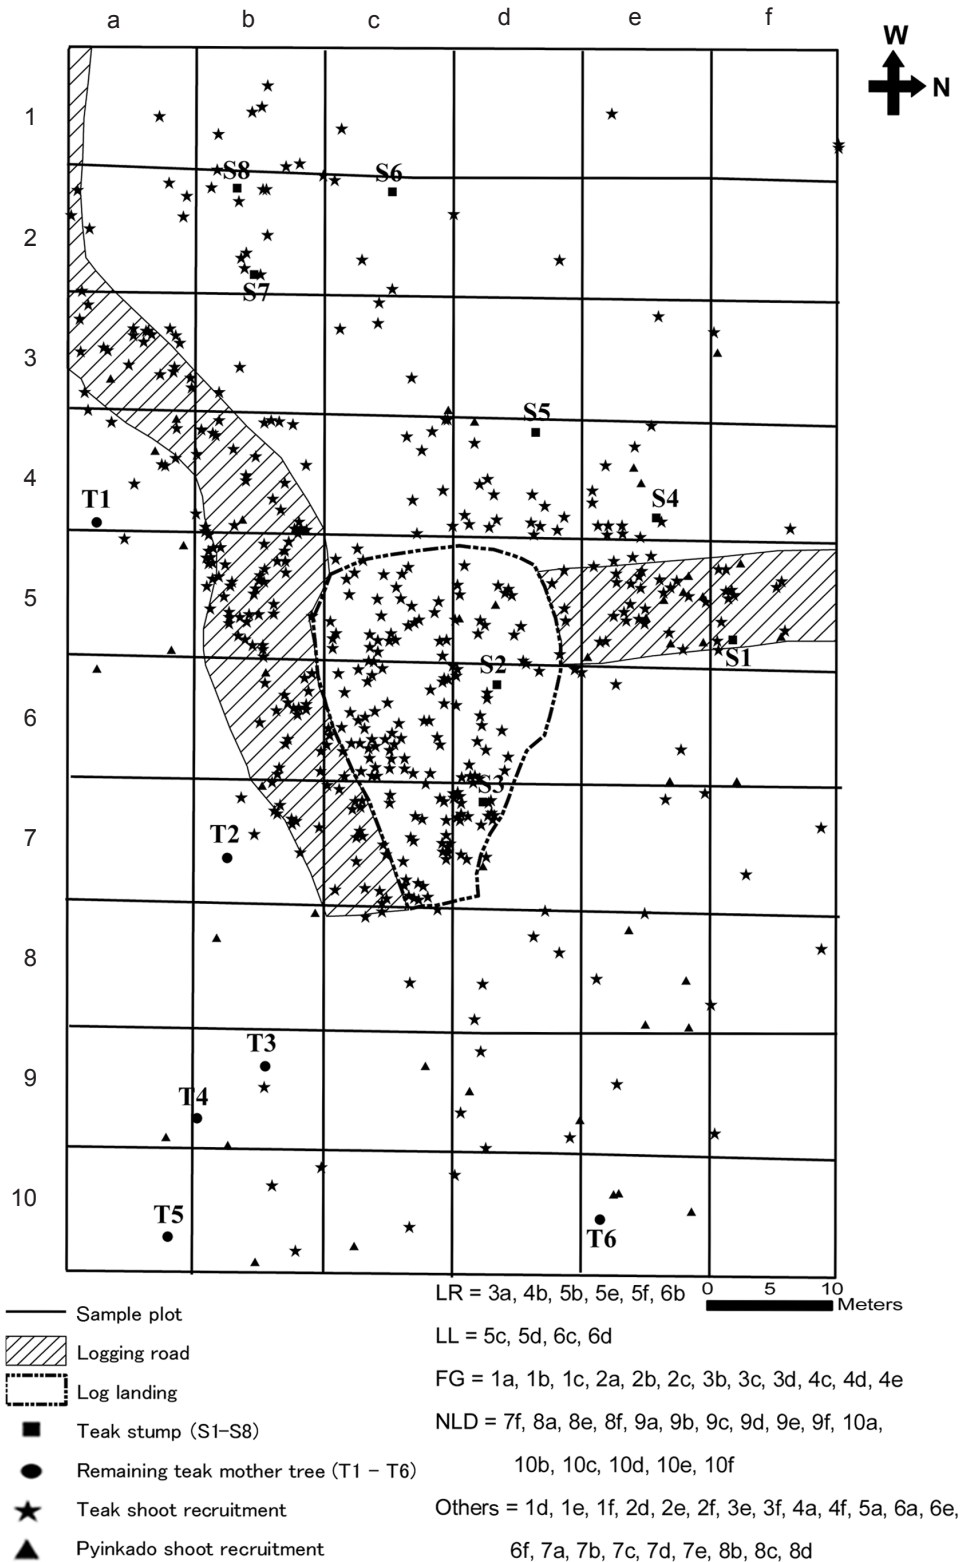 a b c d e f
W
N
1
S8 S6
2
S7
3
S5
4
T1 S4
5
S1
S2
6
S3
T2
7
8
T3
9
T4
10
T5
T6
0 5 10
Meters
Sample plot
Logging road
Log landing
Teak stump (S1-S8)
Remaining teak mother tree (T1 - T6)
Teak shoot recruitment
Pyinkado shoot recruitment
LR = 3a, 4b, 5b, 5e, 5f, 6b
LL = 5c, 5d, 6c, 6d
FG = 1a, 1b, 1c, 2a, 2b, 2c, 3b, 3c, 3d, 4c, 4d, 4e
NLD = 7f, 8a, 8e, 8f, 9a, 9b, 9c, 9d, 9e, 9f, 10a,
10b, 10c, 10d, 10e, 10f
Others = 1d, 1e, 1f, 2d, 2e, 2f, 3e, 3f, 4a, 4f, 5a, 6a, 6e,
6f, 7a, 7b, 7c, 7d, 7e, 8b, 8c, 8d